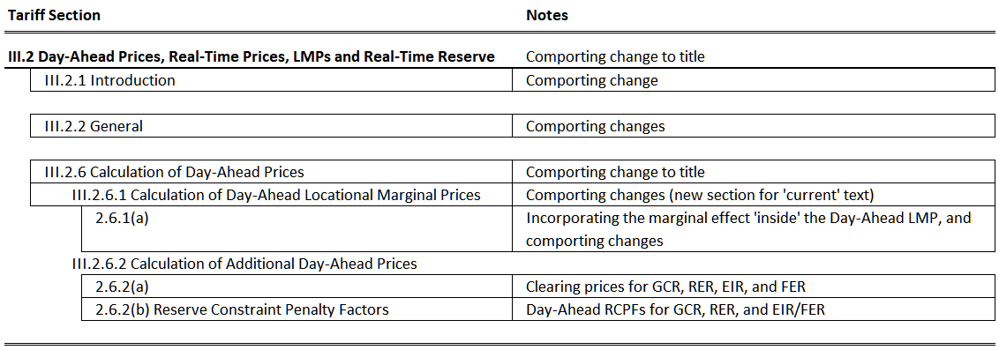 Tariff Section Notes
III.2 Day-Ahead Prices, Real-Time Prices, LMPs and Real-Time Reserve Comporting change to title
III.2.1 Introduction Comporting change
III.2.2 General Comporting changes
III.2.6 Calculation of Day-Ahead Prices Comporting change to title
III.2.6.1 Calculation of Day-Ahead Locational Marginal Prices Comporting changes (new section for 'current' text)
2.6.1(a) Incorporating the marginal effect 'inside' the Day-Ahead LMP, and
comporting changes
III.2.6.2 Calculation of Additional Day-Ahead Prices
2.6.2(a) Clearing prices for GCR, RER, EIR, and FER
2.6.2(b) Reserve Constraint Penalty Factors Day-Ahead RCPFs for GCR, RER, and EIR/FER